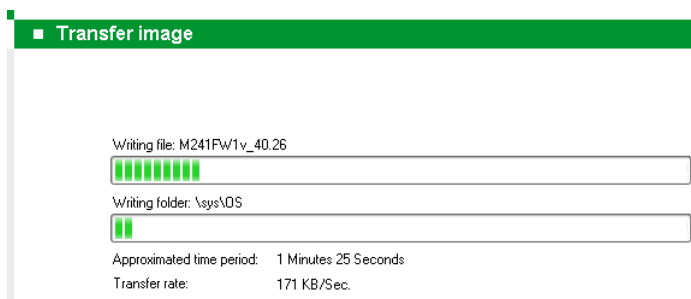 Transfer image
Writing file: M241FW1v_40.26
Writing folder: \sys\OS
Approximated time period: 1 Minutes 25 Seconds
Transfer rate: 171 KB/Sec.